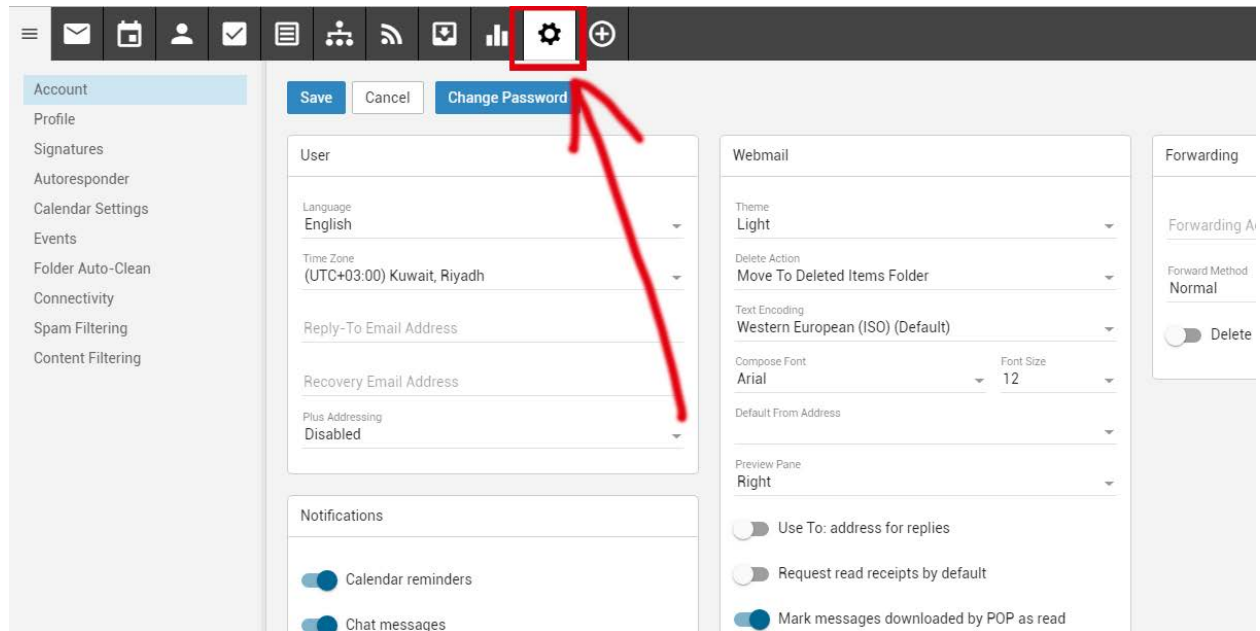 Account
Profile
Signatures
Autoresponder
Calendar Settings
Events
Folder Auto-Clean
Connectivity
Spam Filtering
Content Filtering
Save Cancel Change Password
User
Language
English
Time Zone
(UTC+03:00) Kuwait, Riyadh
Reply-To Email Address
Recovery Email Address
Plus Addressing
Disabled
Notifications
Calendar reminders
Chat messages
Webmail
Theme
Light
Delete Action
Move To Deleted Items Folder
Text Encoding
Western European (ISO) (Default)
Compose Font Font Size
Arial 12
Default From Address
Preview Pane
Right
Use To: address for replies
Request read receipts by default
Mark messages downloaded by POP as read
Forwarding
Forwarding
Forward Method
Normal
Delete